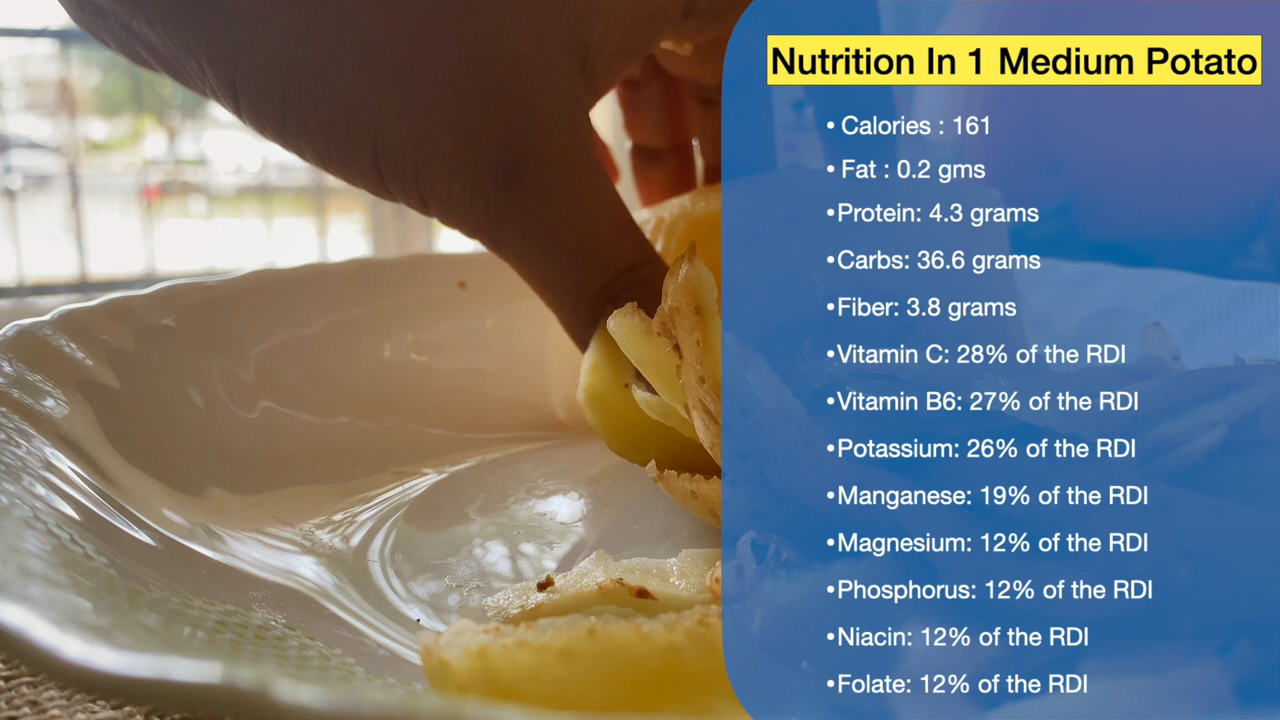 Nutrition In 1 Medium Potato
• Calories : 161
• Fat : 0.2 gms
•Protein: 4.3 grams
•Carbs: 36.6 grams
•Fiber: 3.8 grams
•Vitamin C: 28% of the RDI
•Vitamin B6: 27% of the RDI
•Potassium: 26% of the RDI
•Manganese: 19% of the RDI
•Magnesium: 12% of the RDI
•Phosphorus: 12% of the RDI
•Niacin: 12% of the RDI
•Folate: 12% of the RDI